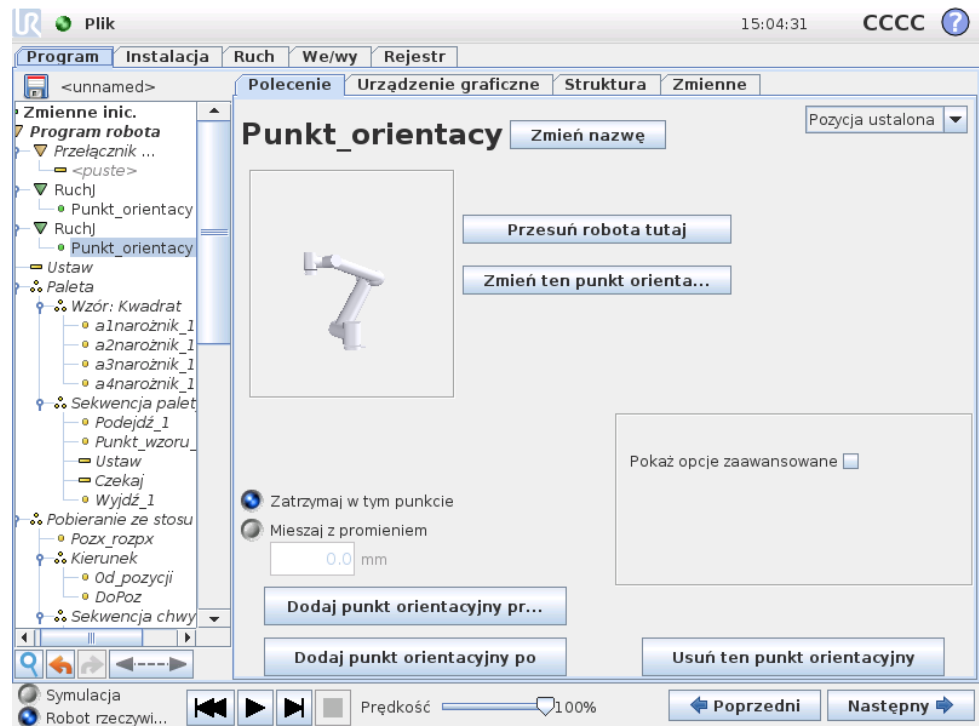 UR Plik 15:04:31 CCCC ?
Program Instalacja Ruch We/wy Rejestr
<unnamed>
Polecenie Urządzenie graficzne Struktura Zmienne
Zmienne inic.
Program robota
Przełącznik ...
<puste>
RuchJ
Punkt_orientacy
RuchJ
Punkt_orientacy
Ustaw
Paleta
Wzór: Kwadrat
a1narożnik_1
a2narożnik_1
a3narożnik_1
a4narożnik_1
Sekwencja palet
Podejdź_1
Punkt_wzoru_
Ustaw
Czekaj
Wyjdź_1
Pobieranie ze stosu
Pozx_rozpx
Kierunek
Od_pozycji
DoPoz
Sekwencja chwy
Punkt_orientacy Zmień nazwę
Pozycja ustalona
Przesuń robota tutaj
Zmień ten punkt orienta...
Pokaż opcje zaawansowane
Zatrzymaj w tym punkcie
Mieszaj z promieniem
0.0 mm
Dodaj punkt orientacyjny pr...
Dodaj punkt orientacyjny po
Usuń ten punkt orientacyjny
Symulacja
Robot rzeczywi...
Prędkość 100%
Poprzedni Następny